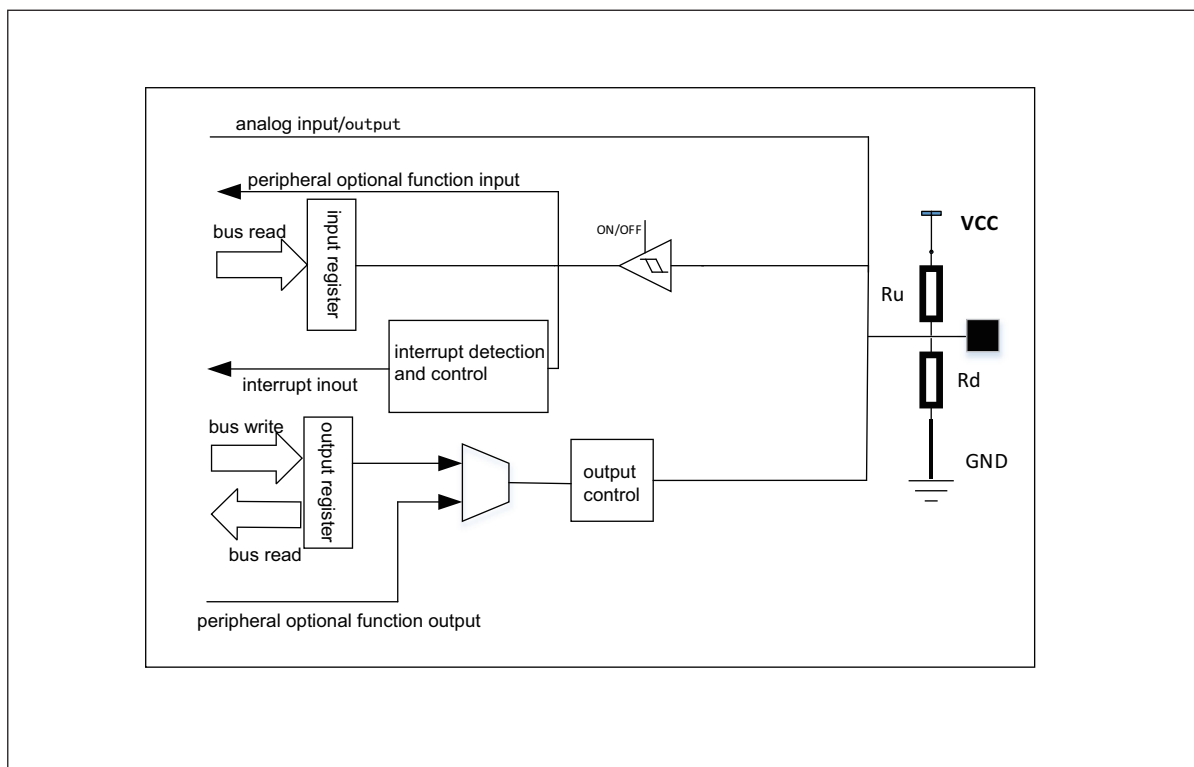 analog input/output
peripheral optional function input
bus read
input register
ON/OFF
VCC
Ru
interrupt detection
and control
interrupt inout
Rd
bus write
output register
output
control
GND
bus read
peripheral optional function output